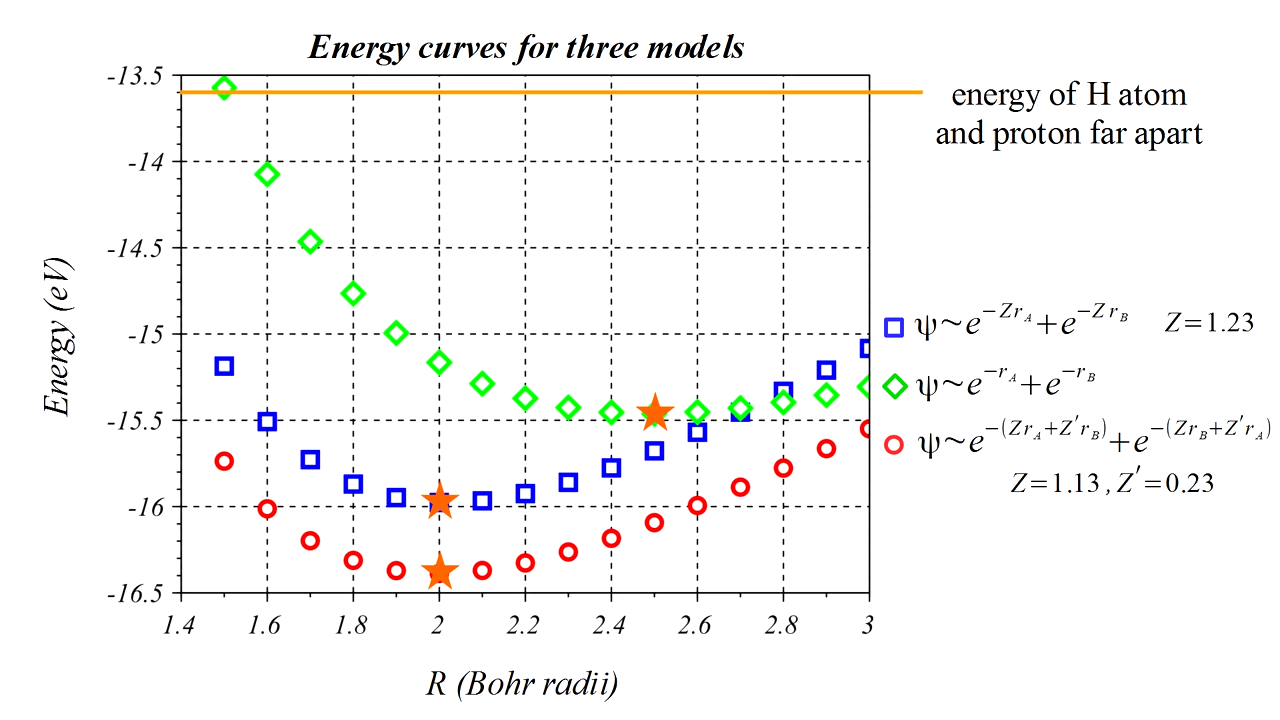 Energy curves for three models
-13.5
-14
-14.5
-15
-15.5
-16
-16.5
Energy (eV)
1.4 1.6 1.8 2 2.2 2.4 2.6 2.8 3
R (Bohr radii)
energy of H atom
and proton far apart
ψ~e^{-Zr_A}+e^{-Zr_B} Z=1.23
ψ~e^{-r_A}+e^{-r_B}
ψ~e^{-(Zr_A+Z'r_B)}+e^{-(Zr_B+Z'r_A)}
Z=1.13, Z'=0.23